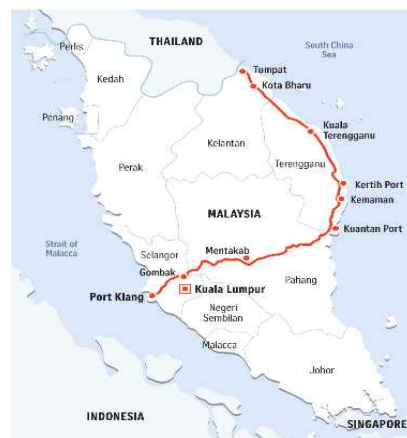 THAILAND
South China
Sea
Perlis
Kedah
Penang
Tumpat
Kota Bharu
Kuala
Terengganu
Kelantan
Terengganu
Perak
Kertih Port
Kemaman
MALAYSIA
Kuantan Port
Strait of
Malacca
Selangor
Mentakab
Gombak
Pahang
Port Klang
Kuala Lumpur
Negeri
Sembilan
Malacca
Johor
INDONESIA
SINGAPORE